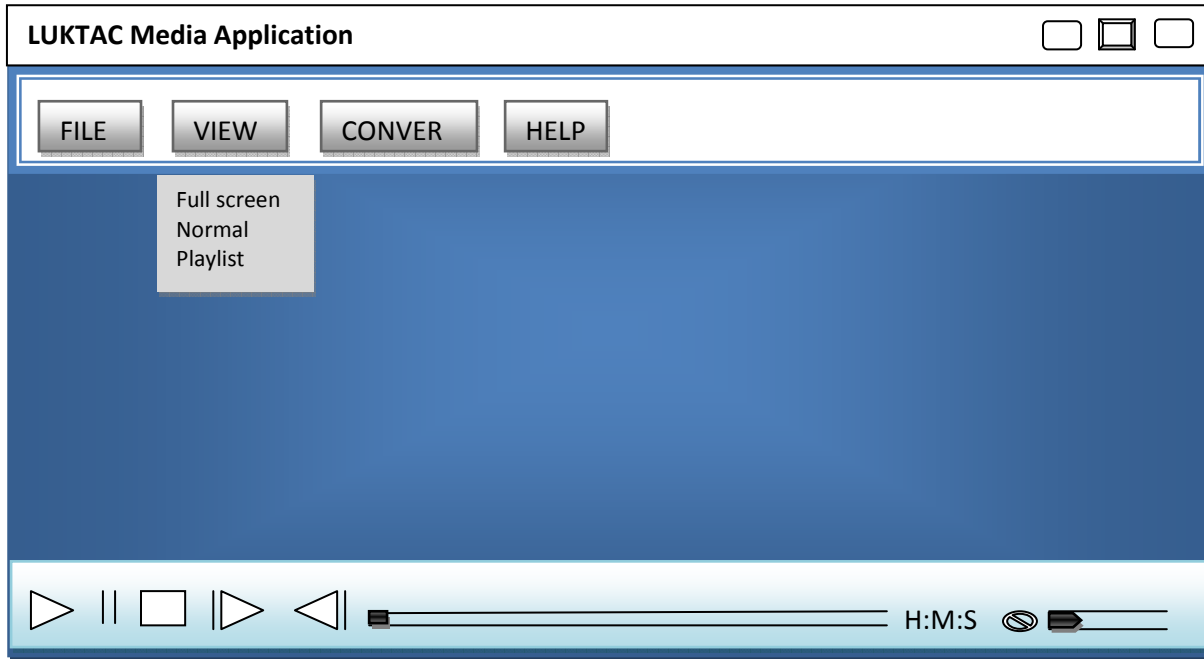 LUKTAC Media Application
FILE VIEW CONVER HELP
Full screen
Normal
Playlist
H:M:S